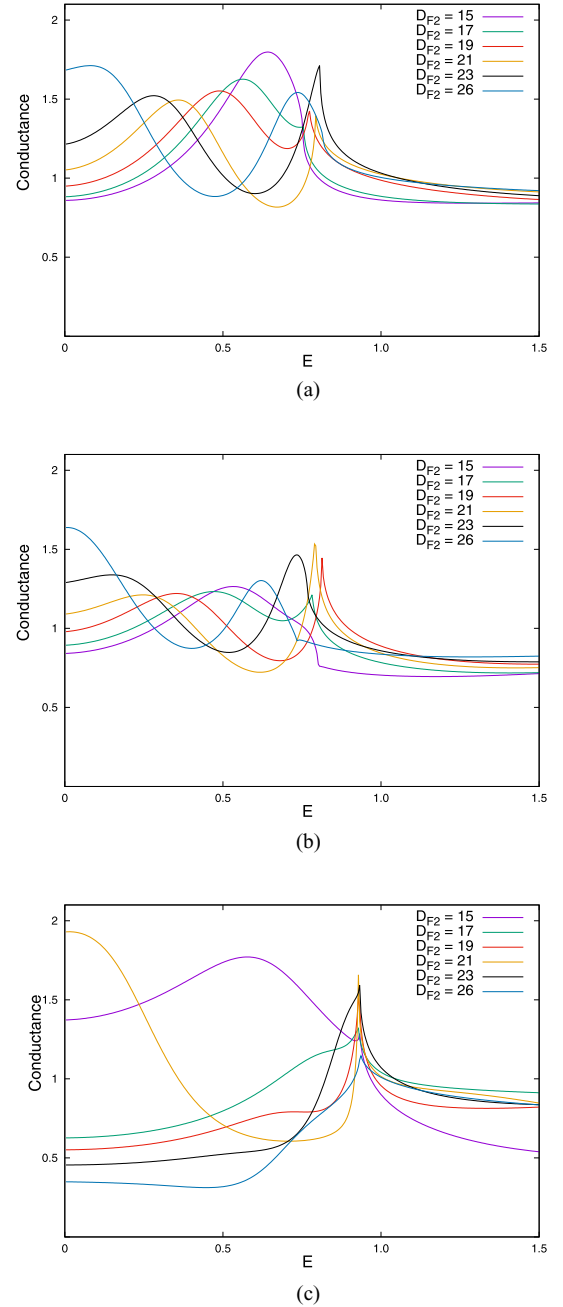 2
1.5
1
0.5
Conductance
D_F2 = 15
D_F2 = 17
D_F2 = 19
D_F2 = 21
D_F2 = 23
D_F2 = 26
0 0.5 1.0 1.5
E
(a)
2
1.5
1
0.5
Conductance
D_F2 = 15
D_F2 = 17
D_F2 = 19
D_F2 = 21
D_F2 = 23
D_F2 = 26
0 0.5 1.0 1.5
E
(b)
2
1.5
1
0.5
Conductance
D_F2 = 15
D_F2 = 17
D_F2 = 19
D_F2 = 21
D_F2 = 23
D_F2 = 26
0 0.5 1.0 1.5
E
(c)